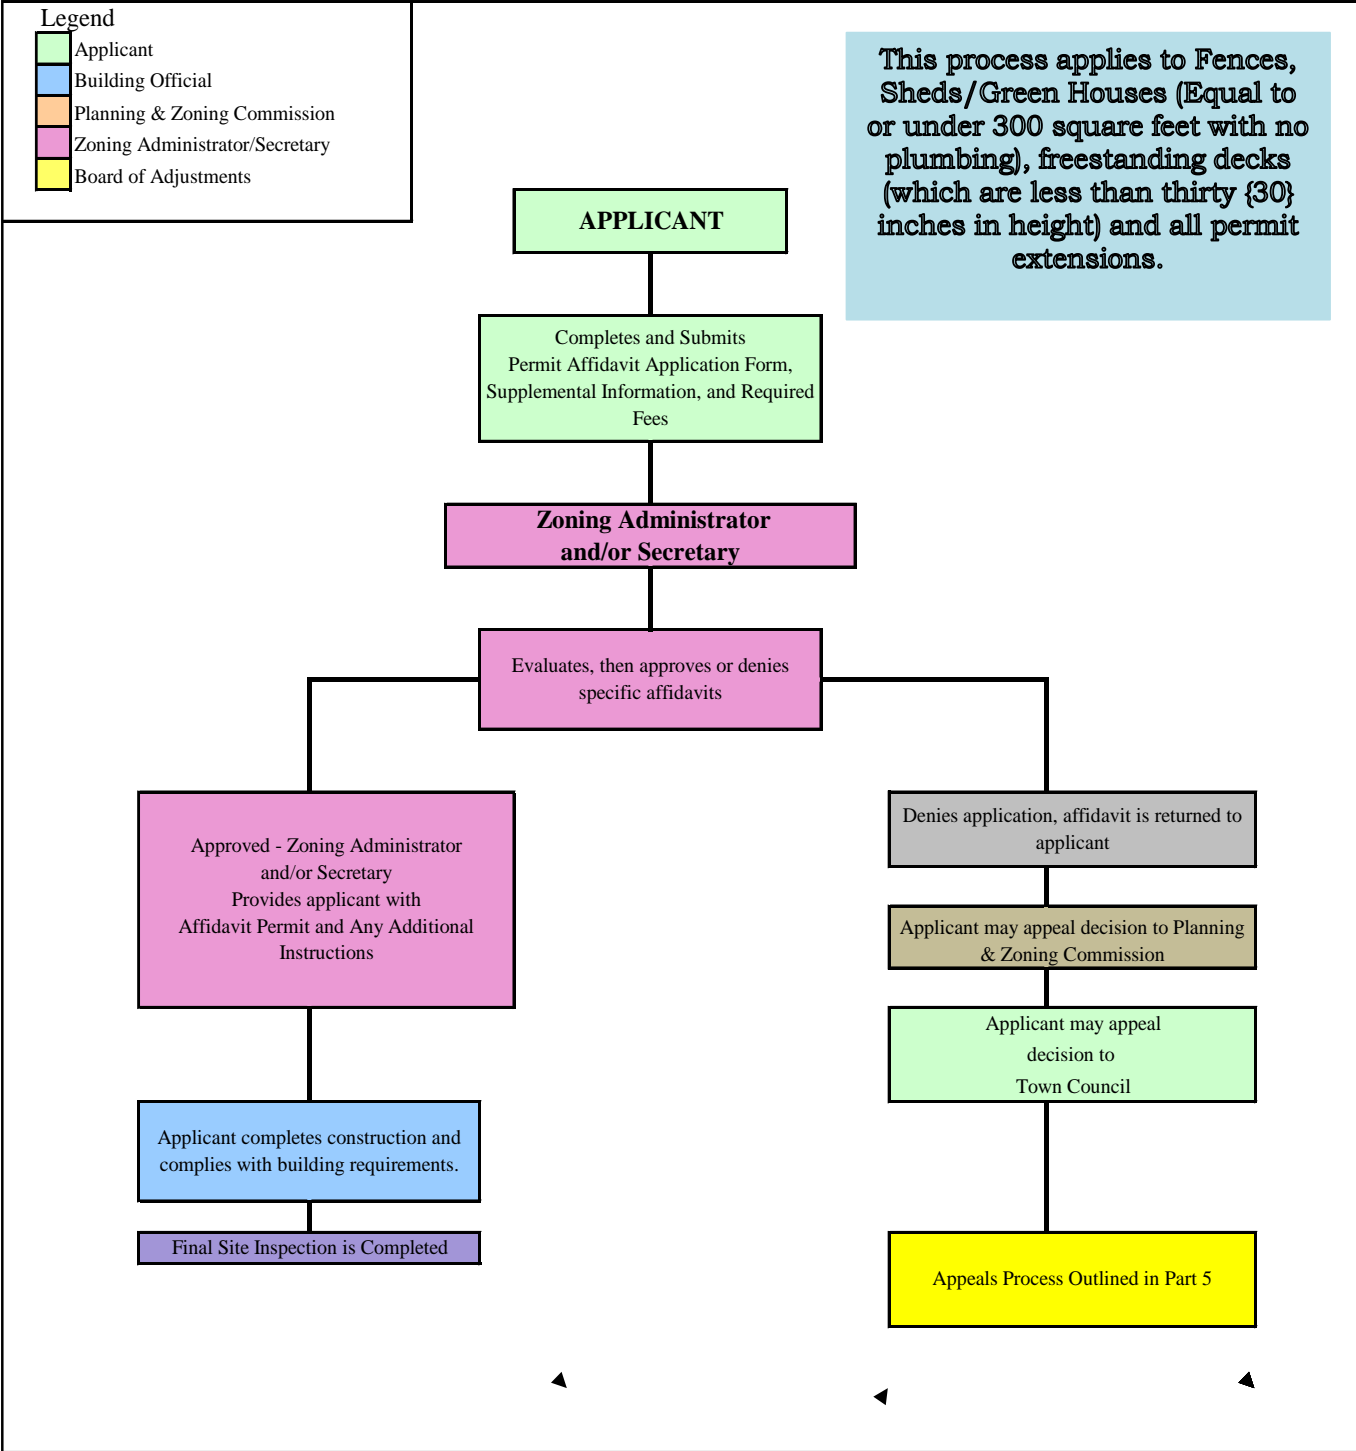 Legend
Applicant
Building Official
Planning & Zoning Commission
Zoning Administrator/Secretary
Board of Adjustments
This process applies to Fences,
Sheds/Green Houses (Equal to
or under 300 square feet with no
plumbing), freestanding decks
(which are less than thirty {30}
inches in height) and all permit
extensions.
APPLICANT
Completes and Submits
Permit Affidavit Application Form,
Supplemental Information, and Required
Fees
Zoning Administrator
and/or Secretary
Evaluates, then approves or denies
specific affidavits
Approved - Zoning Administrator
and/or Secretary
Provides applicant with
Affidavit Permit and Any Additional
Instructions
Applicant completes construction and
complies with building requirements.
Final Site Inspection is Completed
Denies application, affidavit is returned to
applicant
Applicant may appeal decision to Planning
& Zoning Commission
Applicant may appeal
decision to
Town Council
Appeals Process Outlined in Part 5